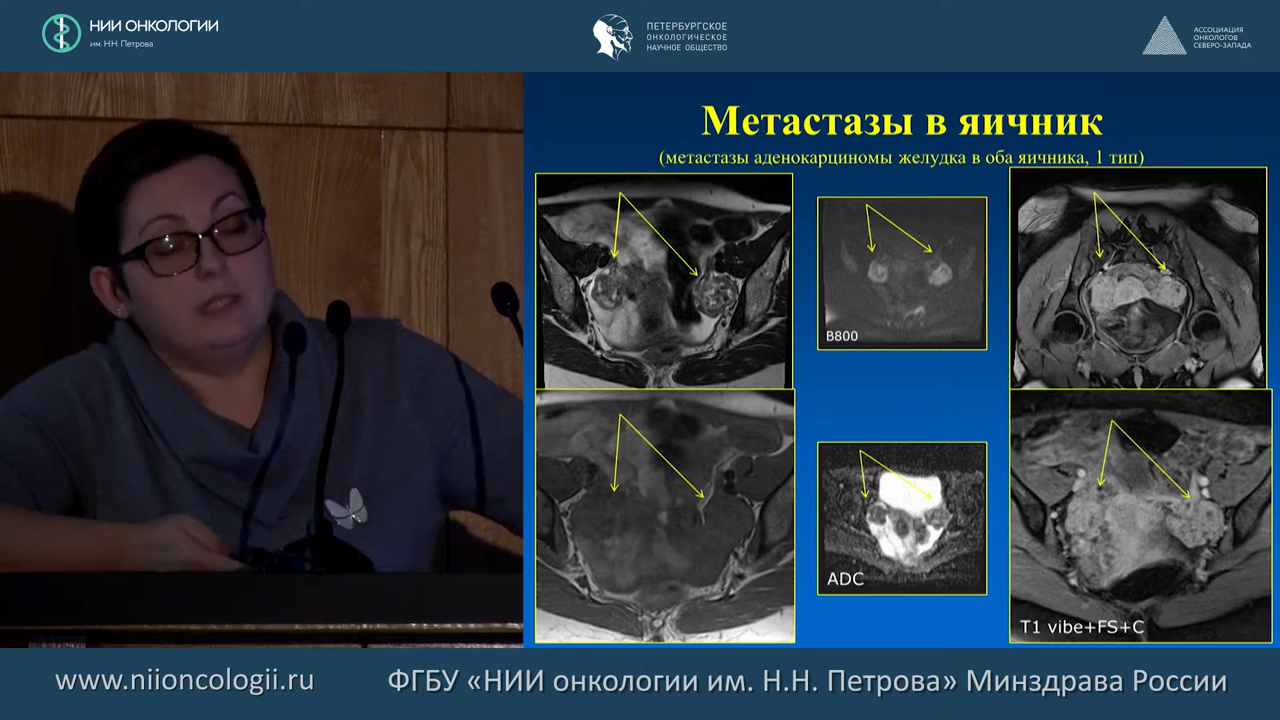 НИИ ОНКОЛОГИИ
им. Н.Н. Петрова
ПЕТЕРБУРГСКОЕ
ОНКОЛОГИЧЕСКОЕ
НАУЧНОЕ ОБЩЕСТВО
АССОЦИАЦИЯ
ОНКОЛОГОВ
СЕВЕРО-ЗАПАДА
Метастазы в яичник
(метастазы аденокарциномы желудка в оба яичника, 1 тип)
B800
ADC
T1 vibe+FS+C
www.niioncologii.ru
ФГБУ «НИИ онкологии им. Н.Н. Петрова» Минздрава России